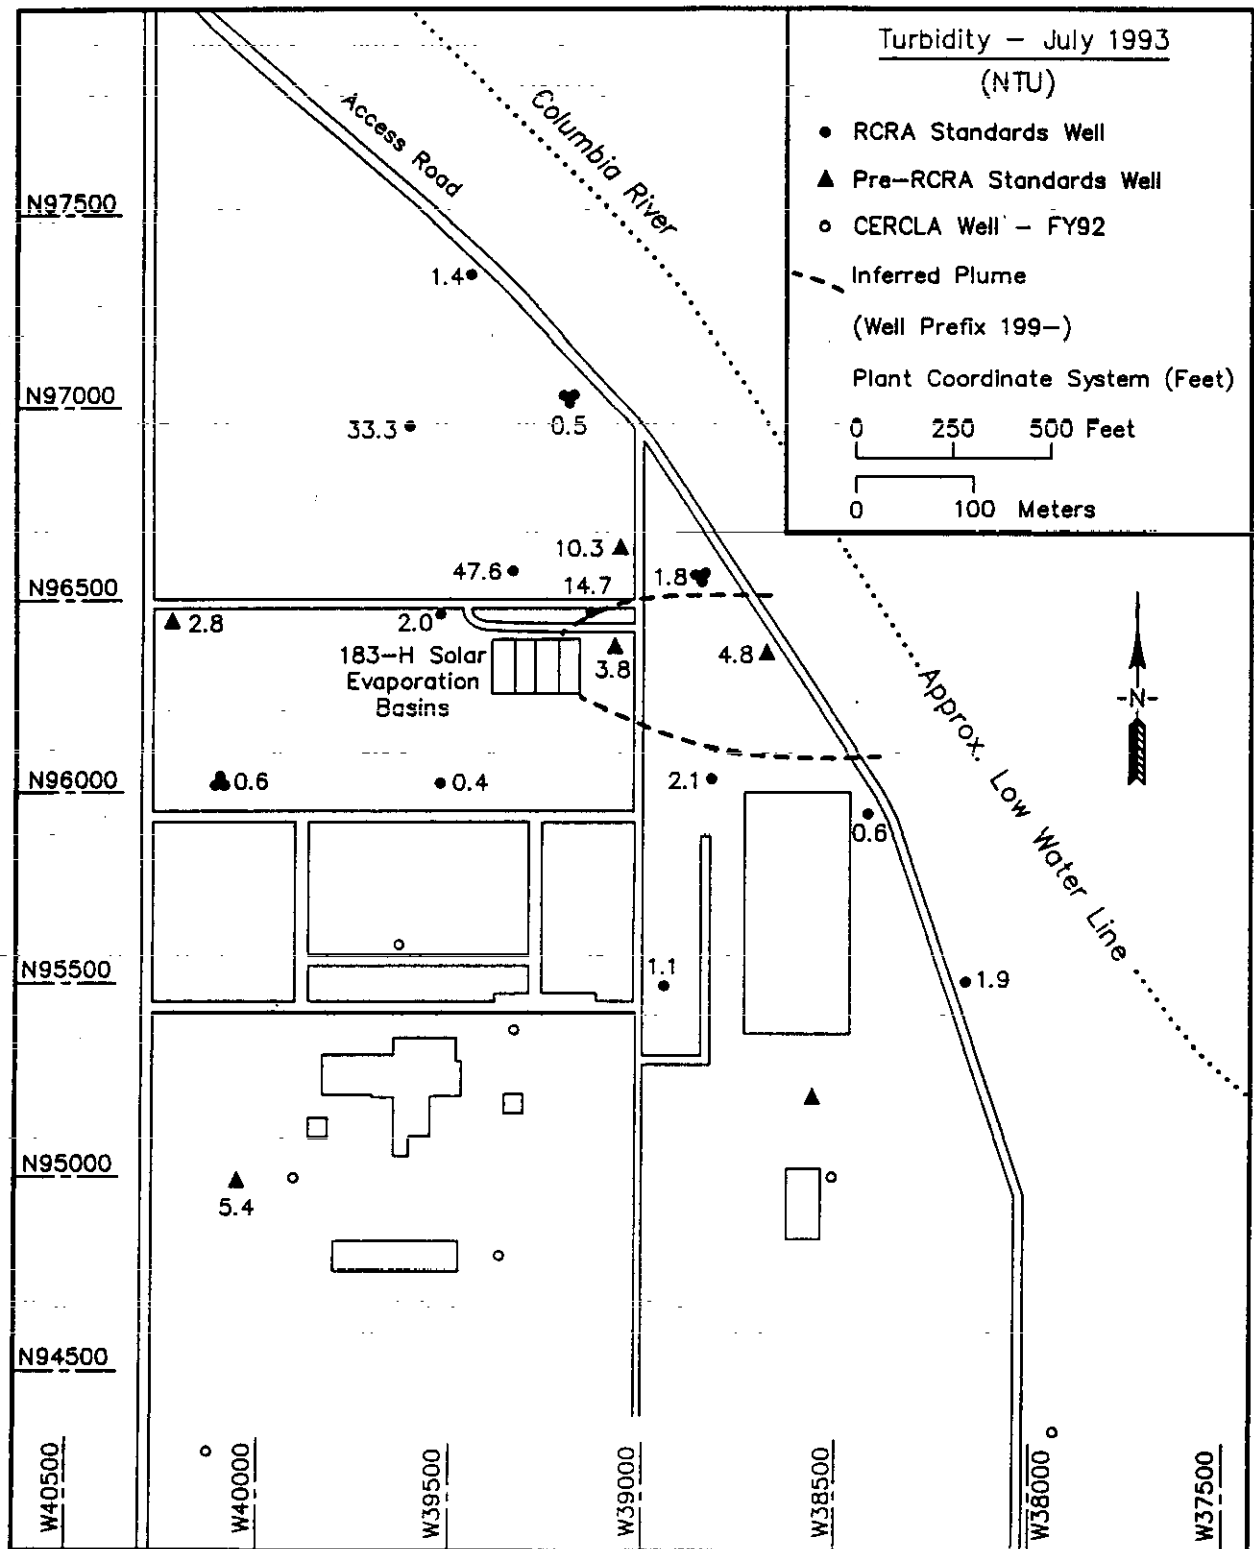 Turbidity - July 1993
(NTU)
RCRA Standards Well
Pre-RCRA Standards Well
CERCLA Well - FY92
Inferred Plume
(Well Prefix 199-)
Plant Coordinate System (Feet)
0 250 500 Feet
0 100 Meters
Access Road
Columbia River
N97500
1.4
N97000
33.3
0.5
10.3
47.6
14.7
1.8
N96500
2.8
2.0
183-H Solar
Evaporation
Basins
3.8
4.8
-N-
Approx. Low Water Line
N96000
0.6
0.4
2.1
0.6
N95500
1.1
1.9
N95000
5.4
N94500
W40500
W40000
W39500
W39000
W38500
W38000
W37500